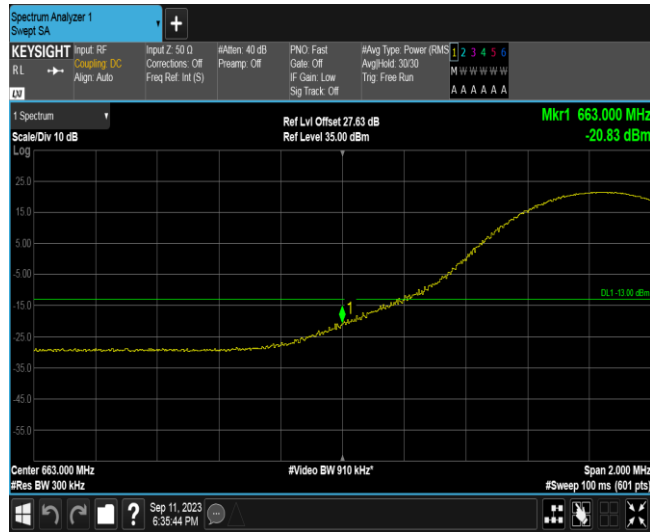 Spectrum Analyzer 1
Swept SA
KEYSIGHT
RL
LXI
Input: RF
Coupling: DC
Align: Auto
Input Z: 50 Ω
Corrections: Off
Freq Ref: Int (S)
#Atten: 40 dB
Preamp: Off
PNO: Fast
Gate: Off
IF Gain: Low
Sig Track: Off
#Avg Type: Power (RMS
Avg|Hold: 30/30
Trig: Free Run
1 2 3 4 5 6
M W W W W W
A A A A A A
1 Spectrum
Scale/Div 10 dB
Log
Ref Lvl Offset 27.63 dB
Ref Level 35.00 dBm
Mkr1 663.000 MHz
-20.83 dBm
25.0
15.0
5.00
-5.00
-15.0
-25.0
-35.0
-45.0
-55.0
1
DL1 -13.00 dBm
Center 663.000 MHz
#Res BW 300 kHz
#Video BW 910 kHz*
Span 2.000 MHz
#Sweep 100 ms (601 pts)
?
Sep 11, 2023
6:35:44 PM